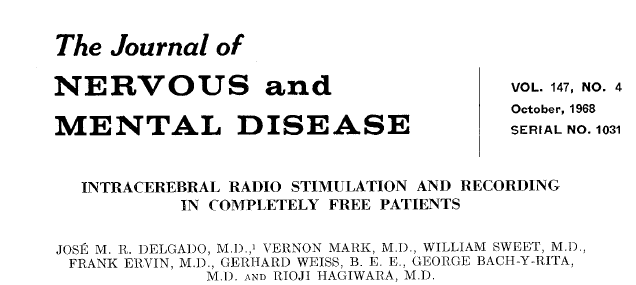 The Journal of
NERVOUS and
MENTAL DISEASE
VOL. 147, NO. 4
October, 1968
SERIAL NO. 1031
INTRACEREBRAL RADIO STIMULATION AND RECORDING
IN COMPLETELY FREE PATIENTS
JOSÉ M. R. DELGADO, M.D.,¹ VERNON MARK, M.D., WILLIAM SWEET, M.D.,
FRANK ERVIN, M.D., GERHARD WEISS, B. E. E., GEORGE BACH-Y-RITA,
M.D. AND RIOJI HAGIWARA, M.D.